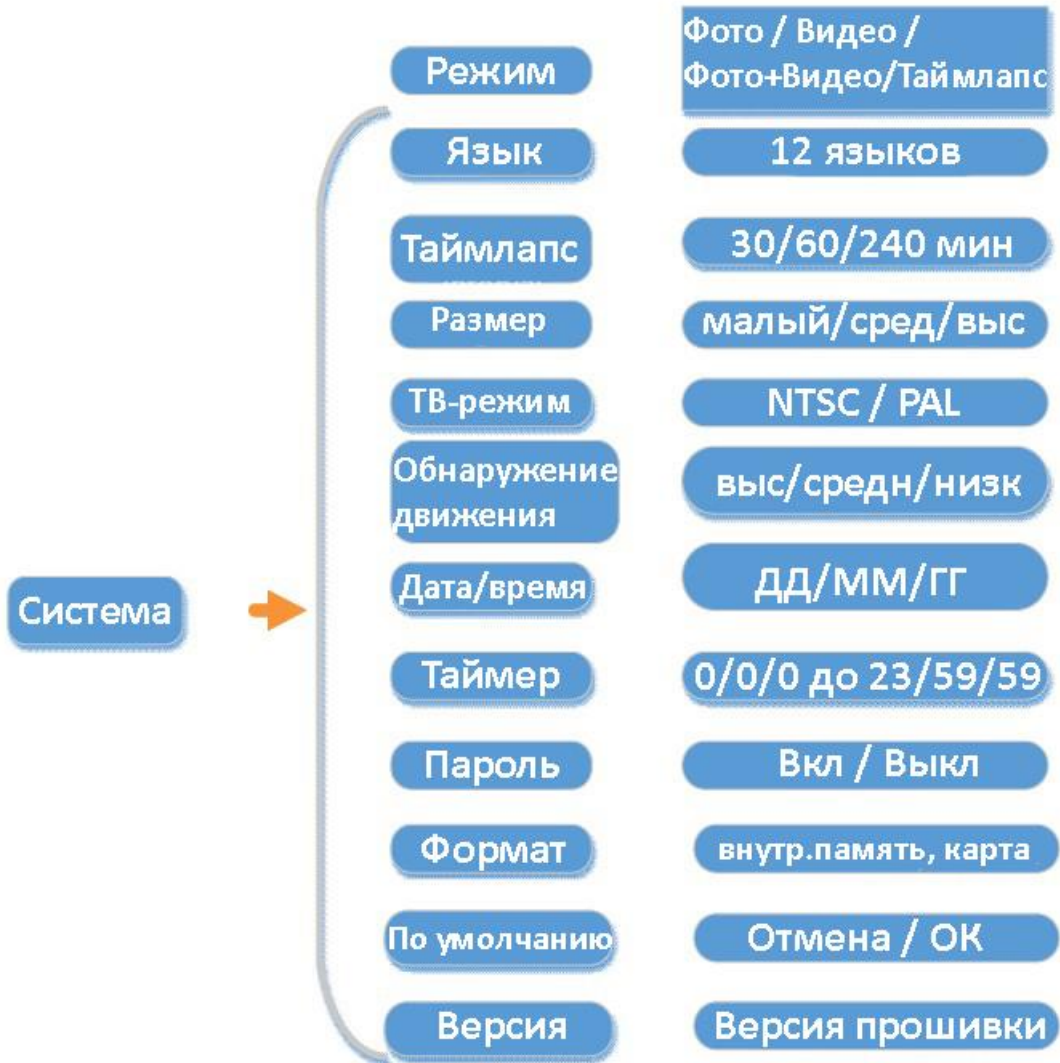 Режим
Фото / Видео /
Фото+Видео/Таймлапс
Язык
12 языков
Таймлапс
30/60/240 мин
Размер
малый/сред/выс
ТВ-режим
NTSC / PAL
Обнаружение
движения
выс/средн/низк
Дата/время
ДД/ММ/ГГ
Система
Таймер
0/0/0 до 23/59/59
Пароль
Вкл / Выкл
Формат
внутр.память, карта
По умолчанию
Отмена / ОК
Версия
Версия прошивки